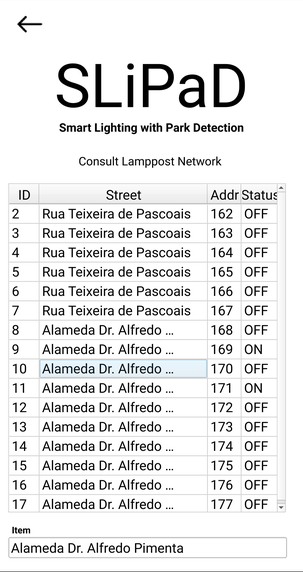 SLiPaD
Smart Lighting with Park Detection
Consult Lamppost Network
ID Street Addr Status
2 Rua Teixeira de Pascoais 162 OFF
3 Rua Teixeira de Pascoais 163 OFF
4 Rua Teixeira de Pascoais 164 OFF
5 Rua Teixeira de Pascoais 165 OFF
6 Rua Teixeira de Pascoais 166 OFF
7 Rua Teixeira de Pascoais 167 OFF
8 Alameda Dr. Alfredo ... 168 OFF
9 Alameda Dr. Alfredo ... 169 ON
10 Alameda Dr. Alfredo ... 170 OFF
11 Alameda Dr. Alfredo ... 171 ON
12 Alameda Dr. Alfredo ... 172 OFF
13 Alameda Dr. Alfredo ... 173 OFF
14 Alameda Dr. Alfredo ... 174 OFF
15 Alameda Dr. Alfredo ... 175 OFF
16 Alameda Dr. Alfredo ... 176 OFF
17 Alameda Dr. Alfredo ... 177 OFF
Item
Alameda Dr. Alfredo Pimenta